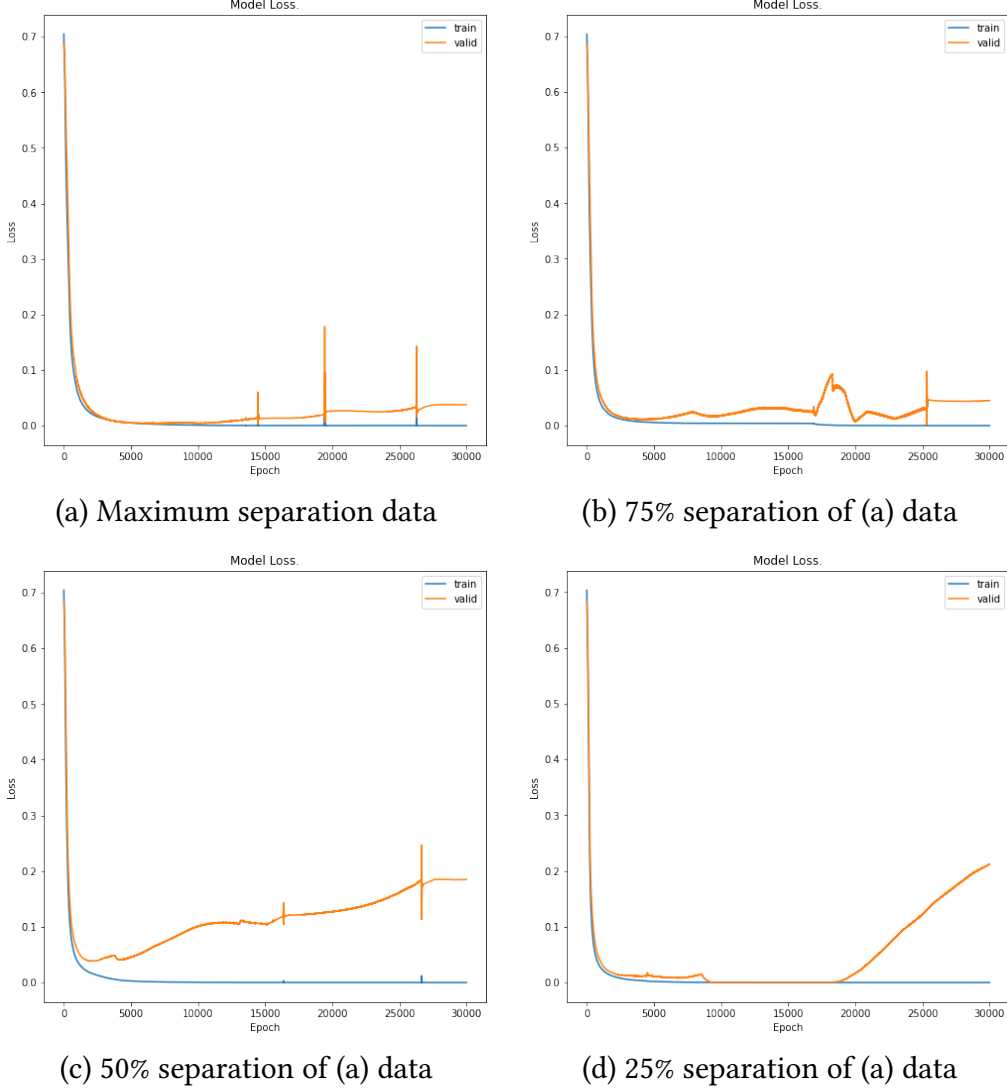 Model Loss.
train
valid
0.7
0.6
0.5
0.4
0.3
0.2
0.1
0.0
Loss
0 5000 10000 15000 20000 25000 30000
Epoch
(a) Maximum separation data
Model Loss.
train
valid
0.7
0.6
0.5
0.4
0.3
0.2
0.1
0.0
Loss
0 5000 10000 15000 20000 25000 30000
Epoch
(b) 75% separation of (a) data
Model Loss.
train
valid
0.7
0.6
0.5
0.4
0.3
0.2
0.1
0.0
Loss
0 5000 10000 15000 20000 25000 30000
Epoch
(c) 50% separation of (a) data
Model Loss.
train
valid
0.7
0.6
0.5
0.4
0.3
0.2
0.1
0.0
Loss
0 5000 10000 15000 20000 25000 30000
Epoch
(d) 25% separation of (a) data